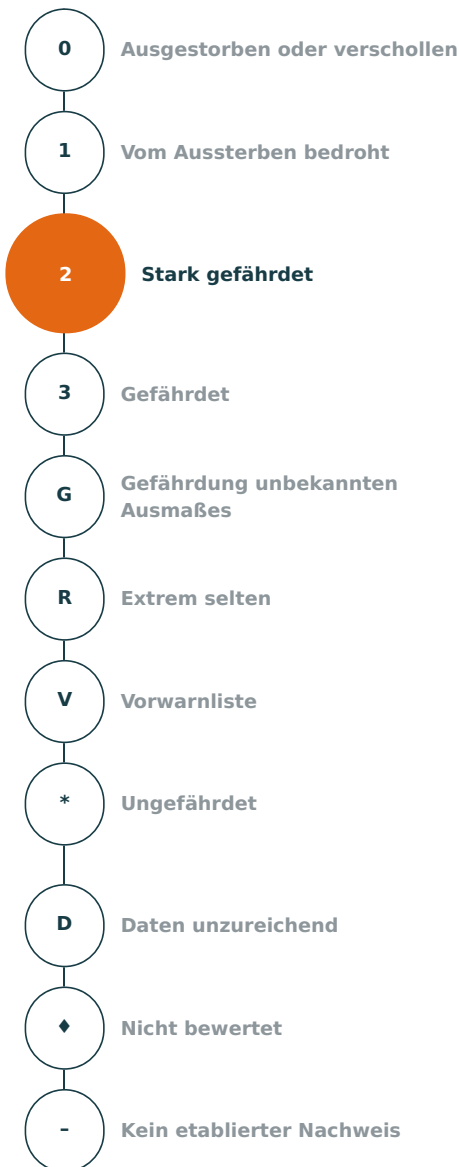 0 Ausgestorben oder verschollen
1 Vom Aussterben bedroht
2 Stark gefährdet
3 Gefährdet
G Gefährdung unbekannten
Ausmaßes
R Extrem selten
V Vorwarnliste
* Ungefährdet
D Daten unzureichend
♦ Nicht bewertet
– Kein etablierter Nachweis